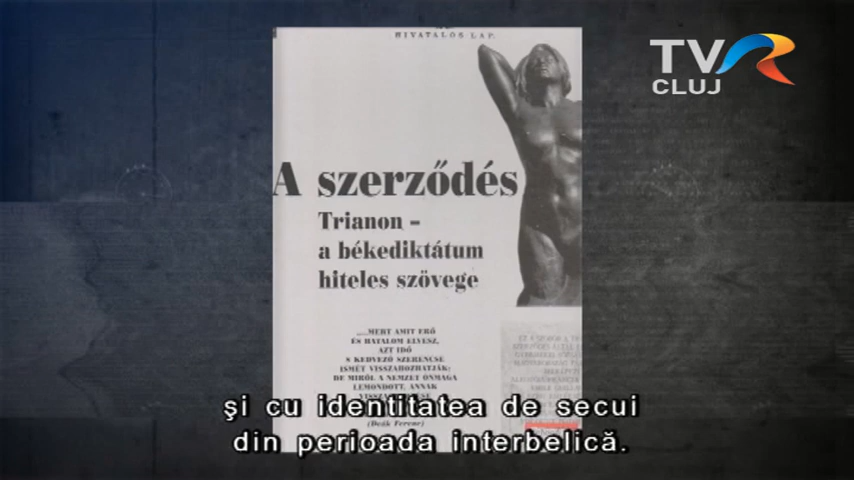 HIVATALOS LAP.
TVR
CLUJ
A szerződés
Trianon –
a békediktátum
hiteles szövege
„...MERT AMIT ERŐ
ÉS HATALOM ELVESZ,
AZT IDŐ
S KEDVEZŐ SZERENCSE
ISMÉT VISSZAHOZHATJÁK;
DE MIRŐL A NEMZET ÖNMAGA
LEMONDOTT, ANNAK
(Deák Ferenc)
şi cu identitatea de secui
din perioada interbelică.